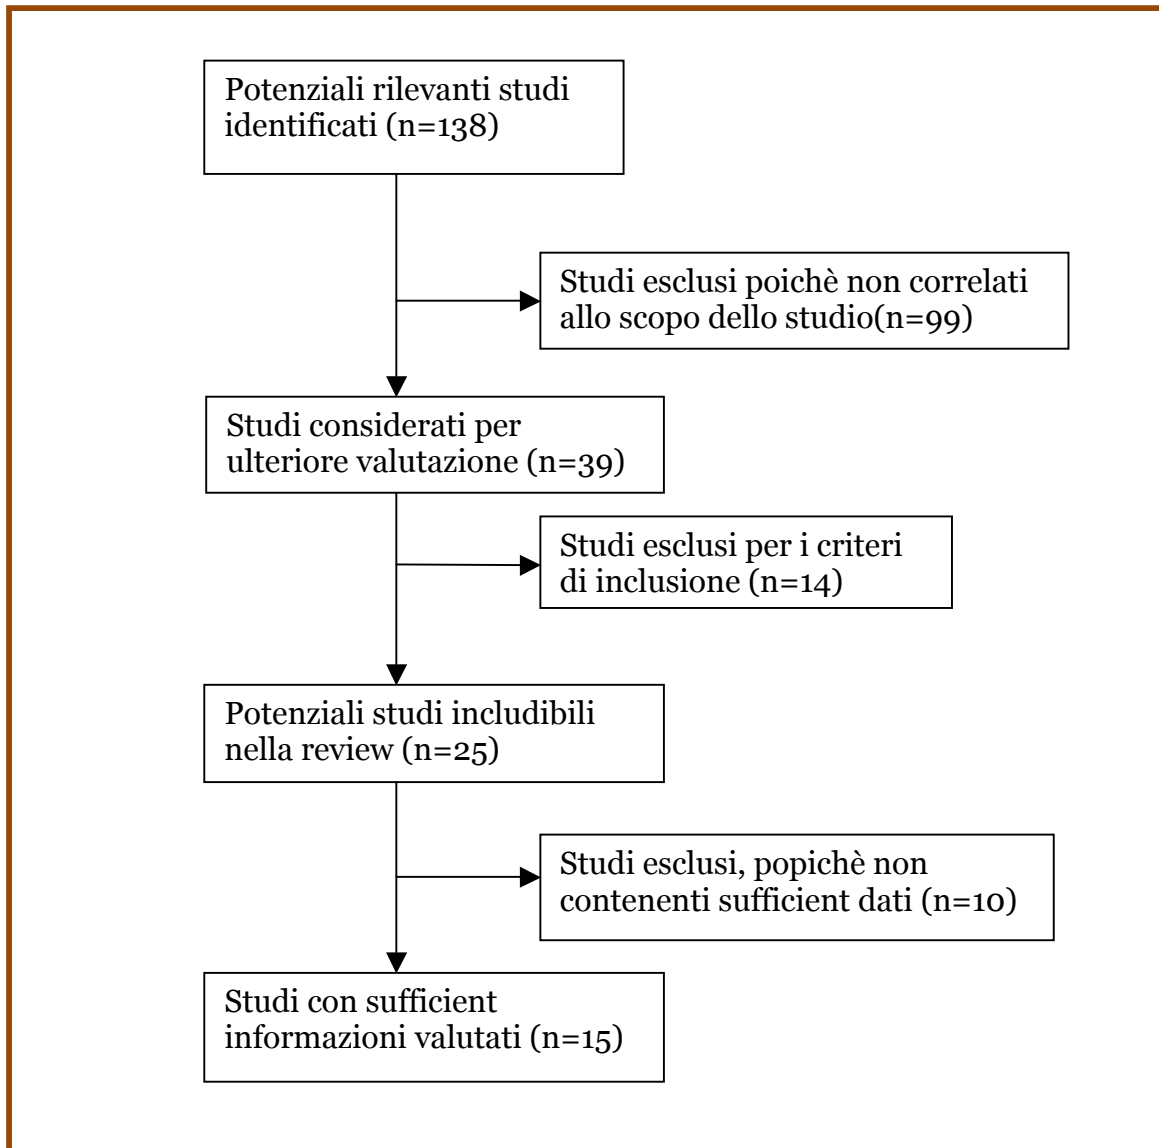 Potenziali rilevanti studi
identificati (n=138)
Studi esclusi poichè non correlati
allo scopo dello studio(n=99)
Studi considerati per
ulteriore valutazione (n=39)
Studi esclusi per i criteri
di inclusione (n=14)
Potenziali studi includibili
nella review (n=25)
Studi esclusi, popichè non
contenenti sufficient dati (n=10)
Studi con sufficient
informazioni valutati (n=15)